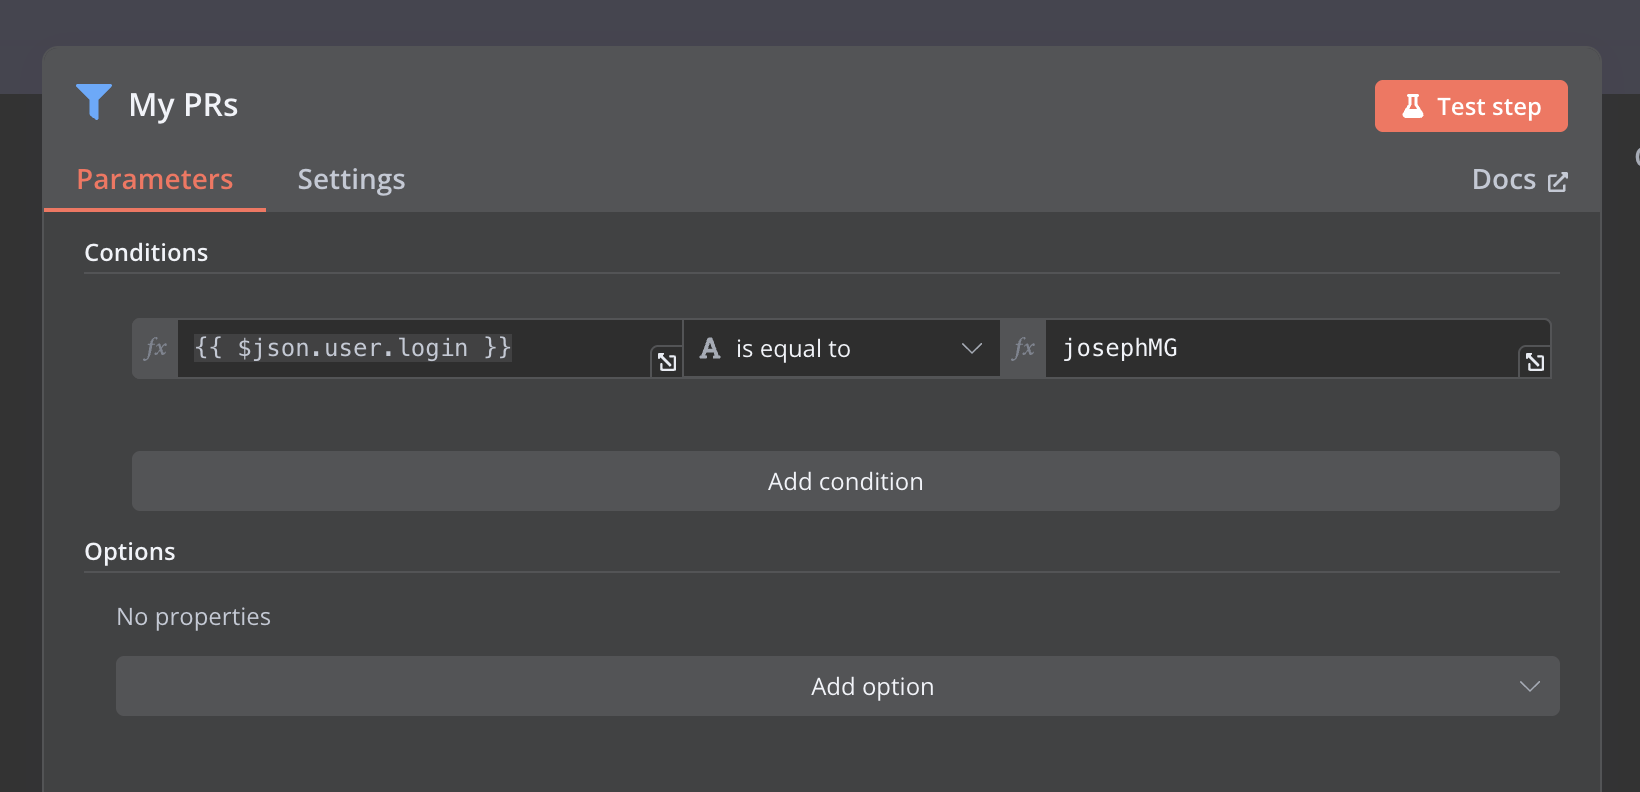 My PRs
Test step
Parameters
Settings
Docs
Conditions
fx
{{ $json.user.login }}
A is equal to
fx
josephMG
Add condition
Options
No properties
Add option